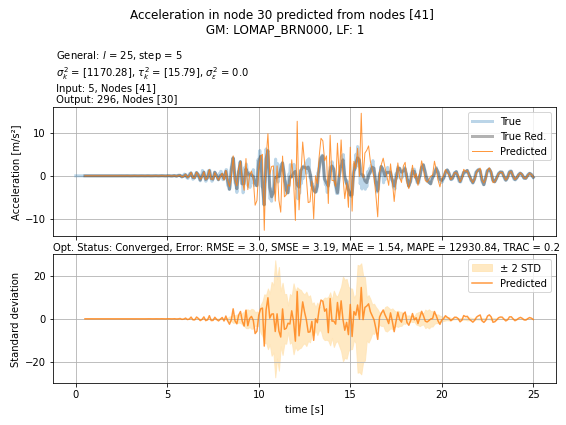 Acceleration in node 30 predicted from nodes [41]
GM: LOMAP_BRN000, LF: 1
General: l = 25, step = 5
σ²ₖ = [1170.28], τ²ₖ = [15.79], σ²ε = 0.0
Input: 5, Nodes [41]
Output: 296, Nodes [30]
Acceleration [m/s²]
10
0
−10
True
True Red.
Predicted
Opt. Status: Converged, Error: RMSE = 3.0, SMSE = 3.19, MAE = 1.54, MAPE = 12930.84, TRAC = 0.2
Standard deviation
20
0
−20
± 2 STD
Predicted
0
5
10
15
20
25
time [s]